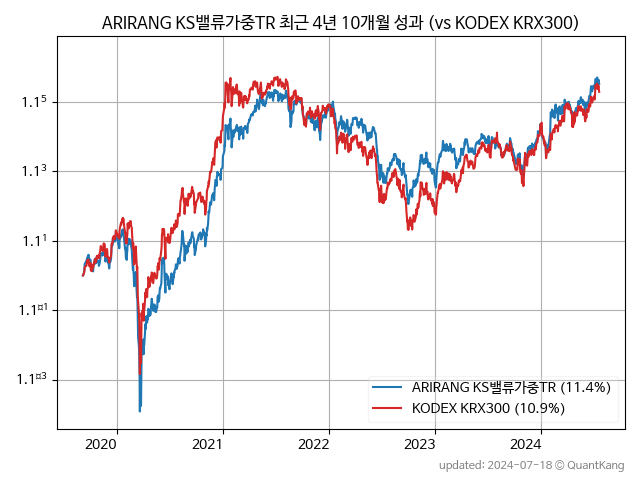 ARIRANG KS밸류가중TR 최근 4년 10개월 성과 (vs KODEX KRX300)
1.1⁵
1.1³
1.1¹
1.1¤¹
1.1¤³
ARIRANG KS밸류가중TR (11.4%)
KODEX KRX300 (10.9%)
2020 2021 2022 2023 2024
updated: 2024-07-18 © QuantKang